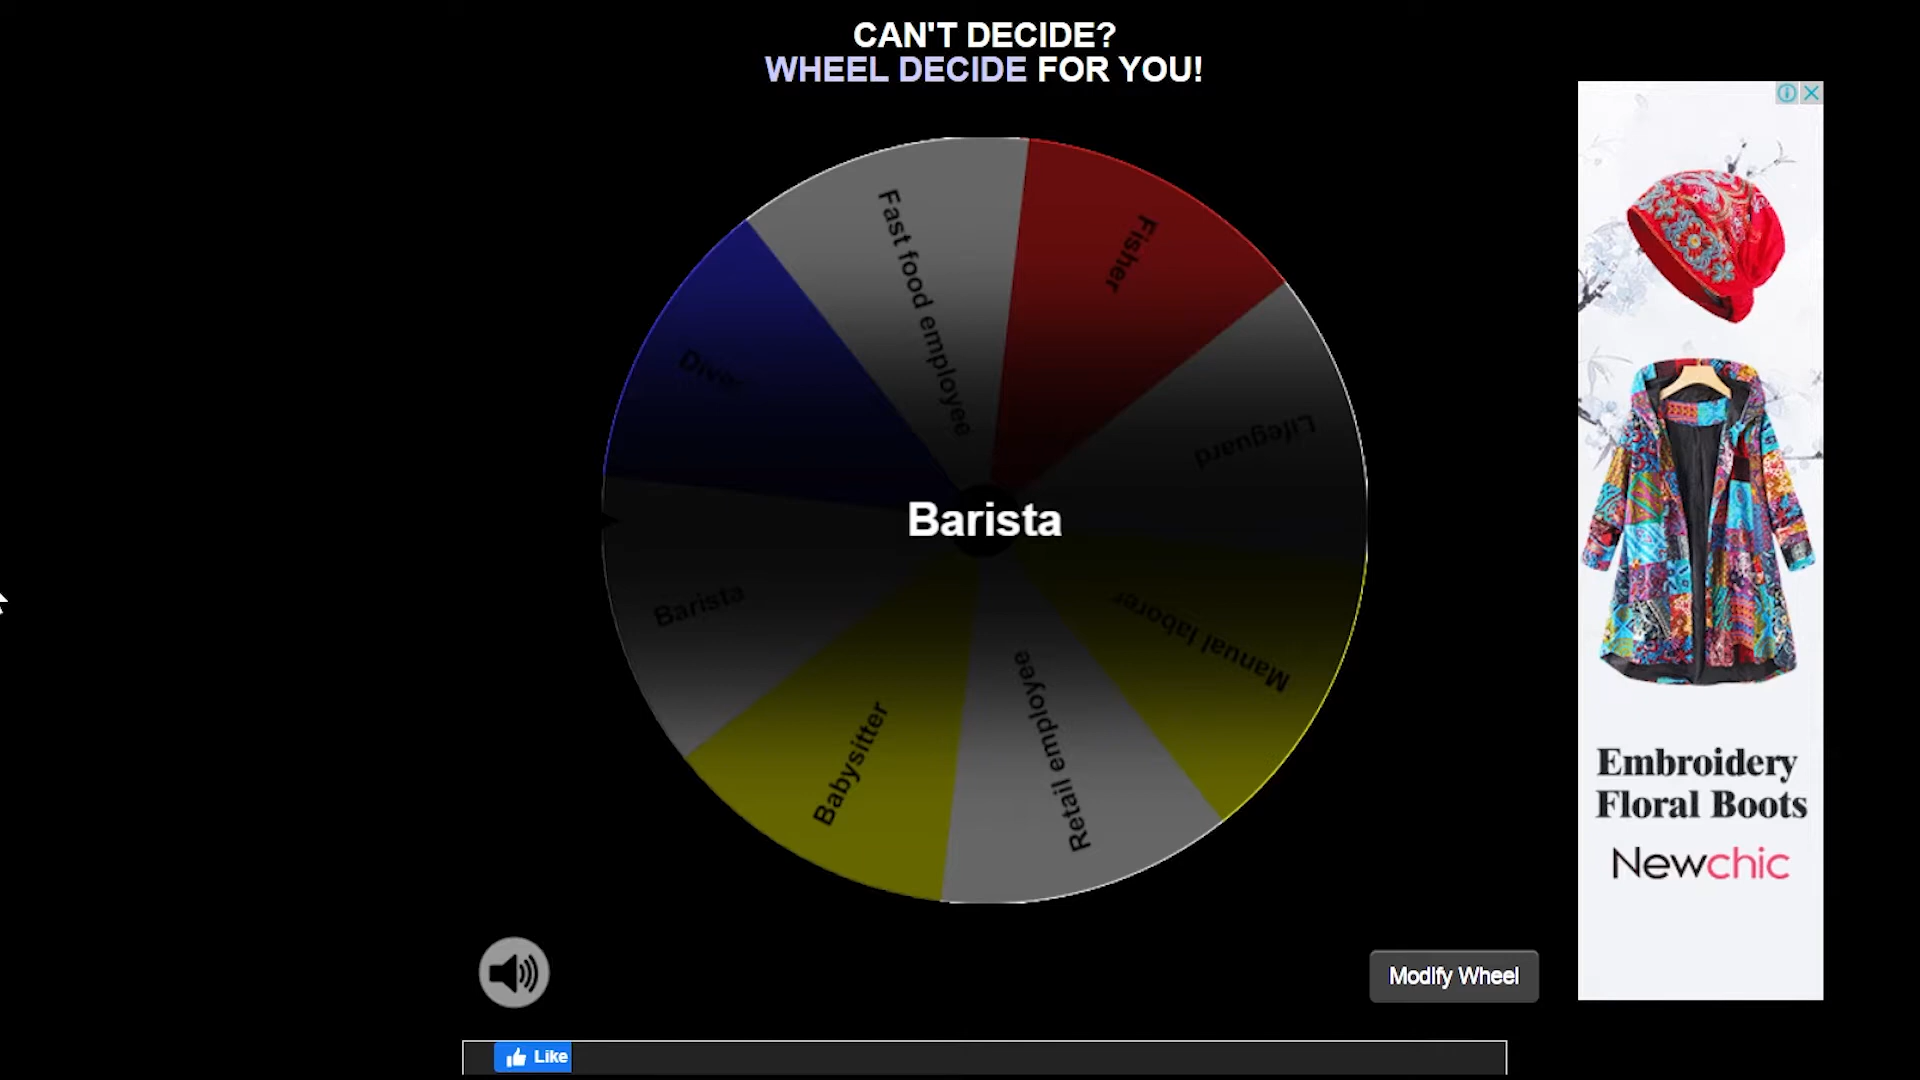 CAN'T DECIDE?
WHEEL DECIDE FOR YOU!
Fast food employee
Fisher
Diver
Lifeguard
Barista
Barista
Manual laborer
Babysitter
Retail employee
Embroidery
Floral Boots
Newchic
Modify Wheel
Like